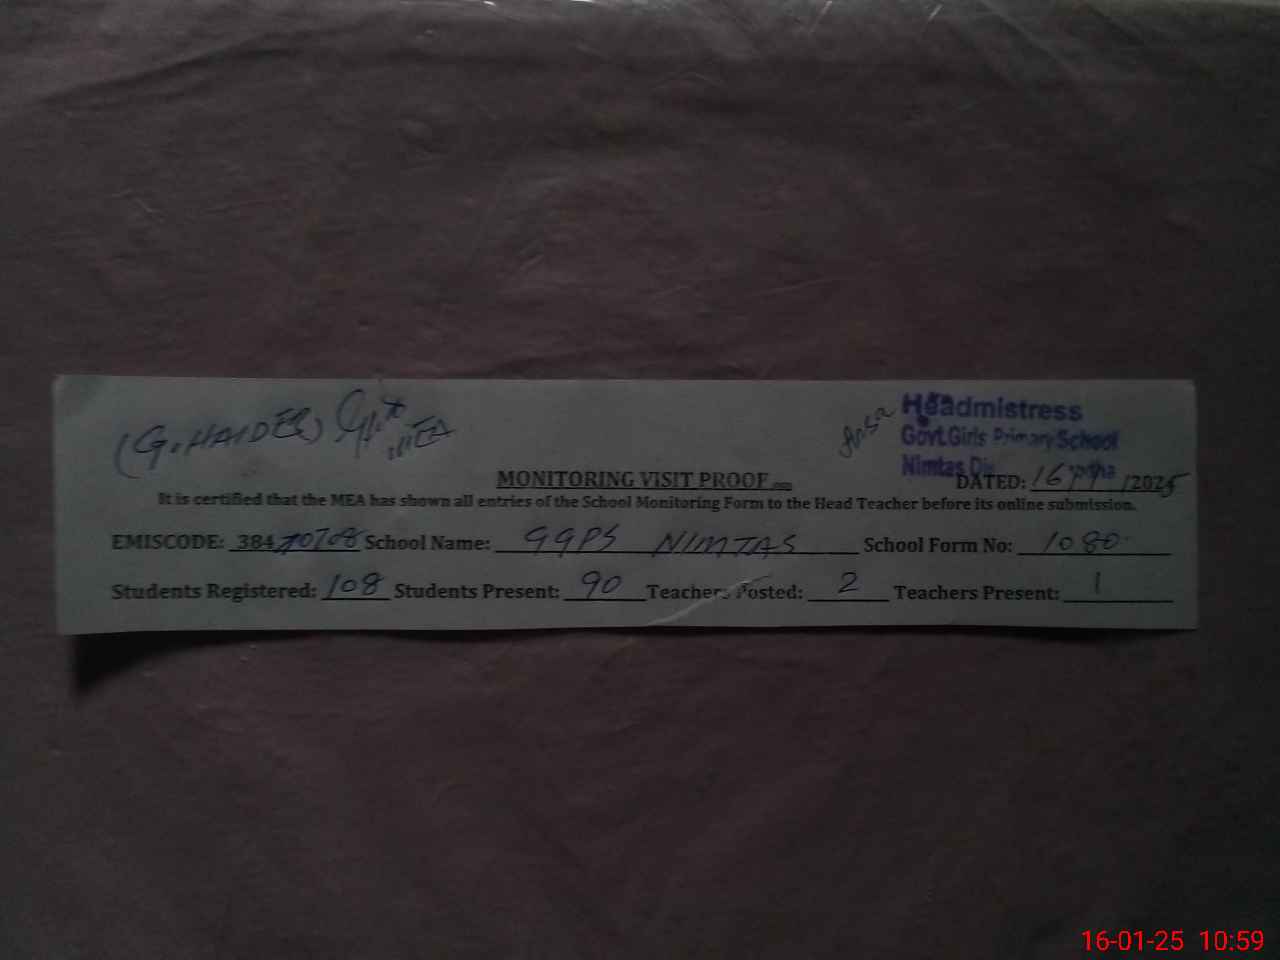 (G. HAIDER)
MEA
Headmistress
Govt. Girls Primary School
Nimtas
MONITORING VISIT PROOF
DATED: 16/ /2025
It is certified that the MEA has shown all entries of the School Monitoring Form to the Head Teacher before its online submission.
EMISCODE: 38470708 School Name: GGPS NIMTAS School Form No: 1080
Students Registered: 108 Students Present: 90 Teachers Posted: 2 Teachers Present: 1
16-01-25 10:59